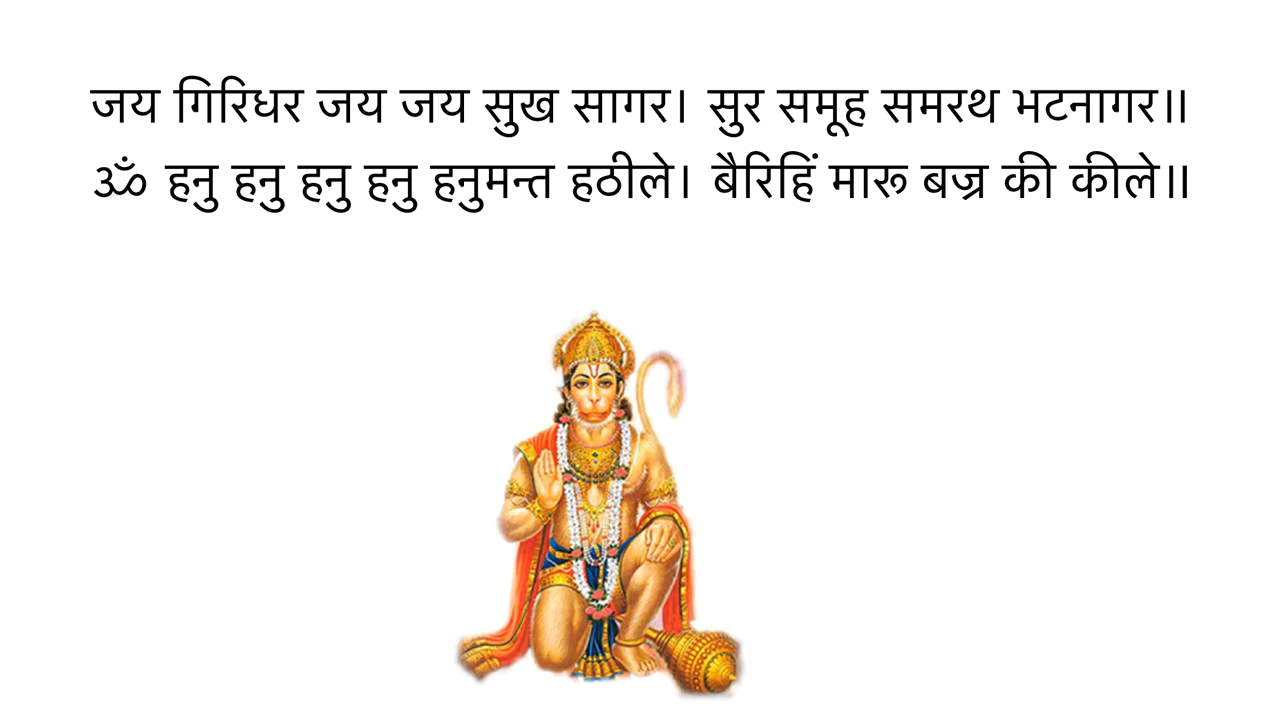 जय गिरिधर जय जय सुख सागर। सुर समूह समरथ भटनागर॥
ॐ हनु हनु हनु हनु हनुमन्त हठीले। बैरिहिं मारू बज्र की कीले॥